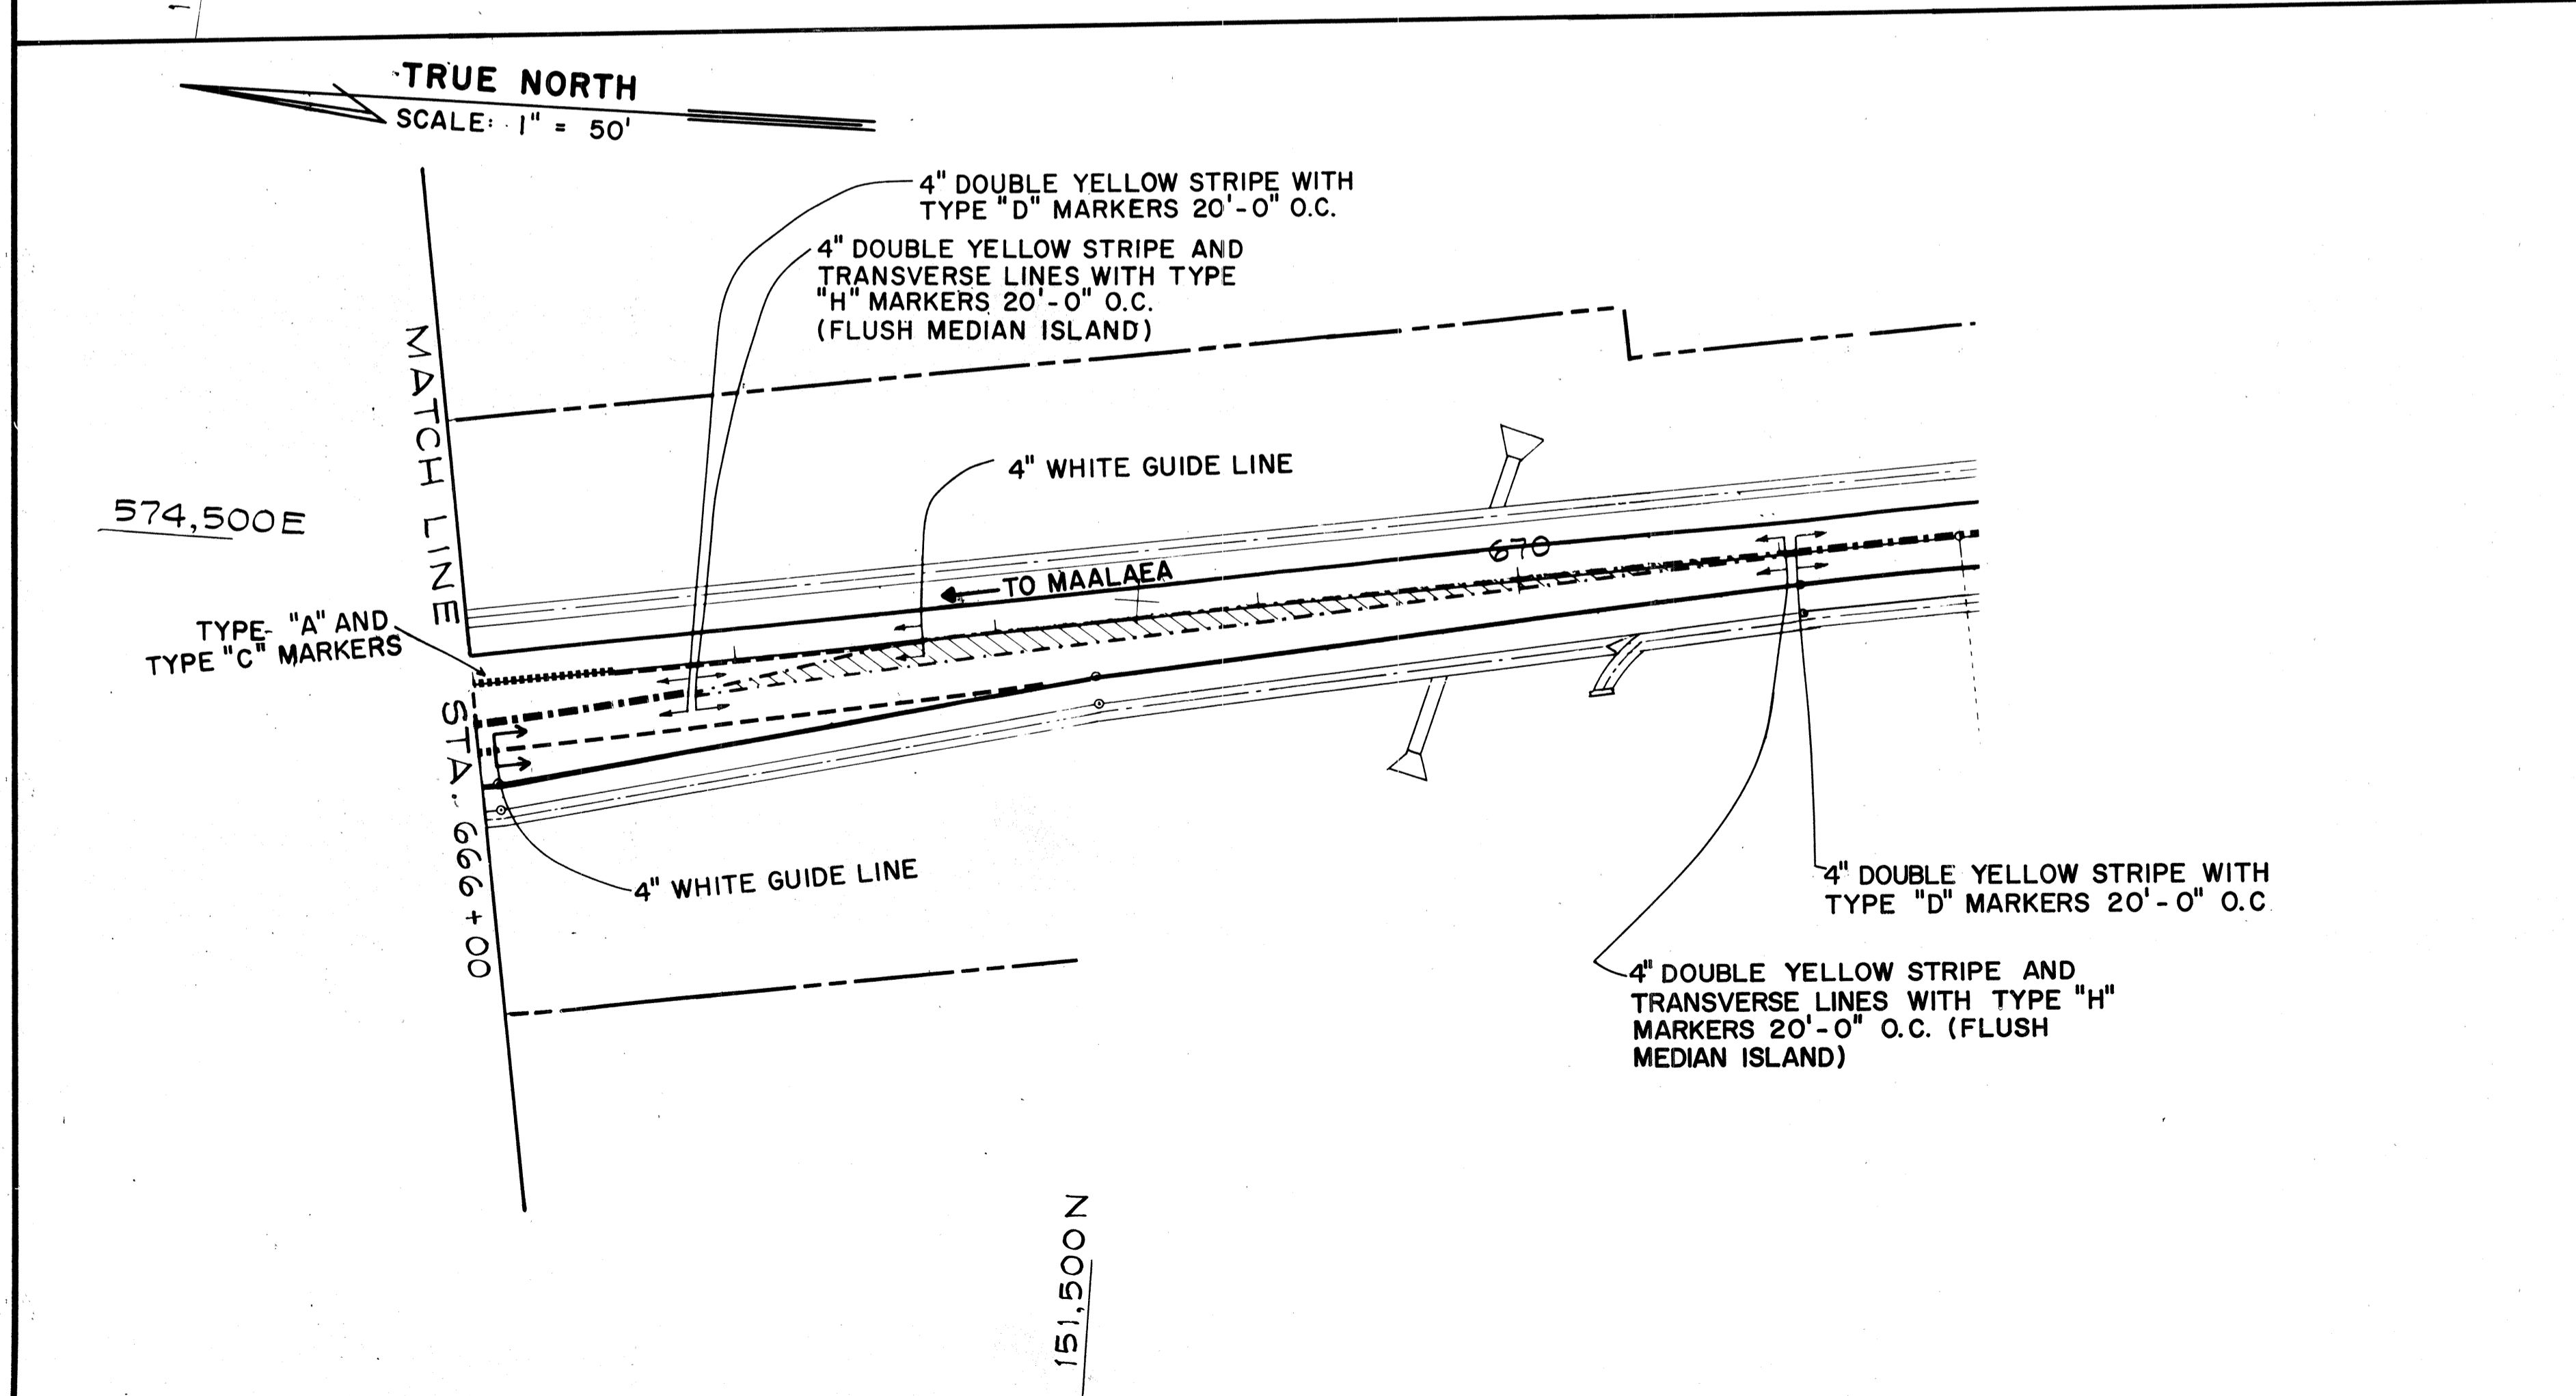 TRUE NORTH
SCALE: 1" = 50'
4" DOUBLE YELLOW STRIPE WITH
TYPE "D" MARKERS 20'-0" O.C.
4" DOUBLE YELLOW STRIPE AND
TRANSVERSE LINES WITH TYPE
"H" MARKERS 20'-0" O.C.
(FLUSH MEDIAN ISLAND)
MATCH LINE
STA. 666+00
574,500E
4" WHITE GUIDE LINE
670
TO MAALAEA
TYPE "A" AND
TYPE "C" MARKERS
4" WHITE GUIDE LINE
4" DOUBLE YELLOW STRIPE WITH
TYPE "D" MARKERS 20'-0" O.C
4" DOUBLE YELLOW STRIPE AND
TRANSVERSE LINES WITH TYPE "H"
MARKERS 20'-0" O.C. (FLUSH
MEDIAN ISLAND)
151,500N